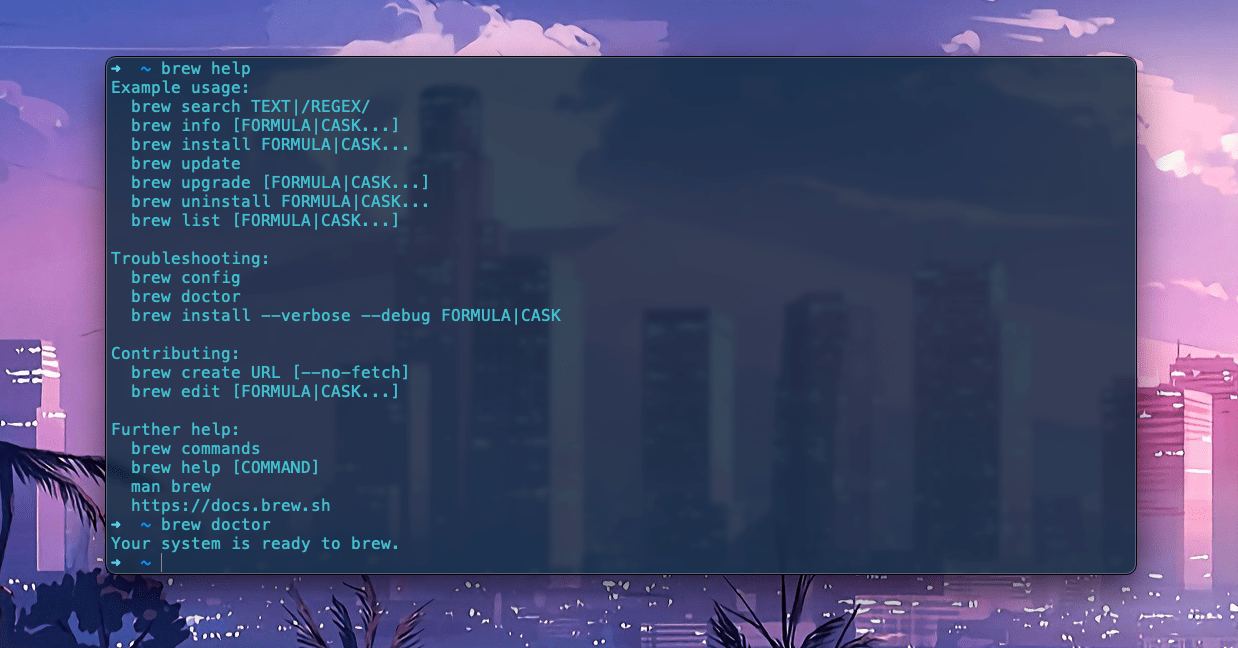 ➜  ~ brew help
Example usage:
  brew search TEXT|/REGEX/
  brew info [FORMULA|CASK...]
  brew install FORMULA|CASK...
  brew update
  brew upgrade [FORMULA|CASK...]
  brew uninstall FORMULA|CASK...
  brew list [FORMULA|CASK...]

Troubleshooting:
  brew config
  brew doctor
  brew install --verbose --debug FORMULA|CASK

Contributing:
  brew create URL [--no-fetch]
  brew edit [FORMULA|CASK...]

Further help:
  brew commands
  brew help [COMMAND]
  man brew
  https://docs.brew.sh
➜  ~ brew doctor
Your system is ready to brew.
➜  ~